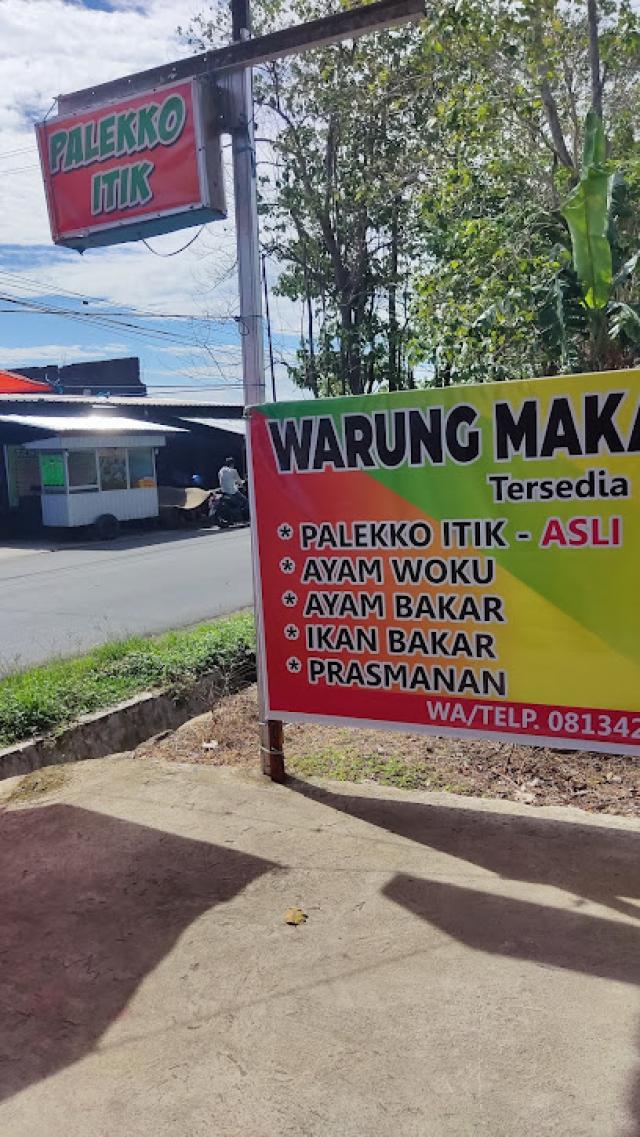 PALEKKO
ITIK
WARUNG MAKA
Tersedia
* PALEKKO ITIK - ASLI
* AYAM WOKU
* AYAM BAKAR
* IKAN BAKAR
* PRASMANAN
WA/TELP. 081342